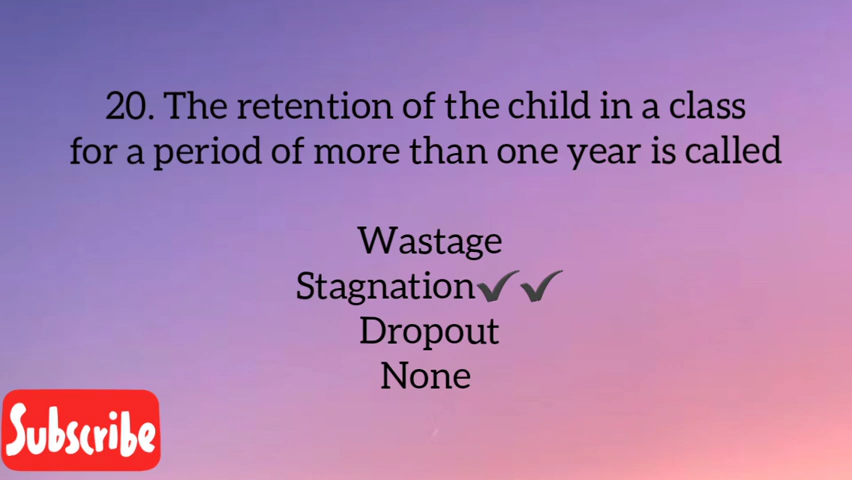 20. The retention of the child in a class
for a period of more than one year is called
Wastage
Stagnation✔✔
Dropout
None
Subscribe